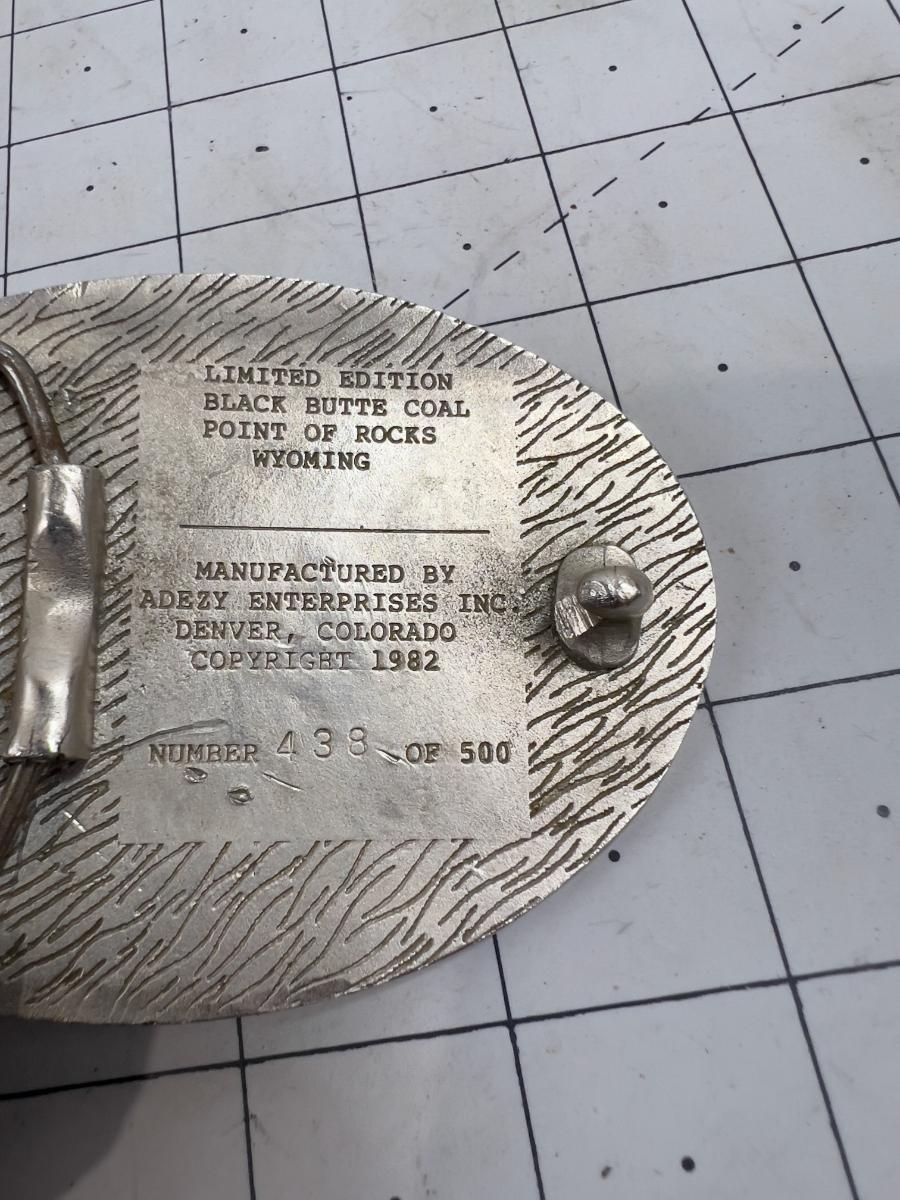 LIMITED EDITION
BLACK BUTTE COAL
POINT OF ROCKS
WYOMING
MANUFACTURED BY
ADEZY ENTERPRISES INC.
DENVER, COLORADO
COPYRIGHT 1982
NUMBER 438 OF 500